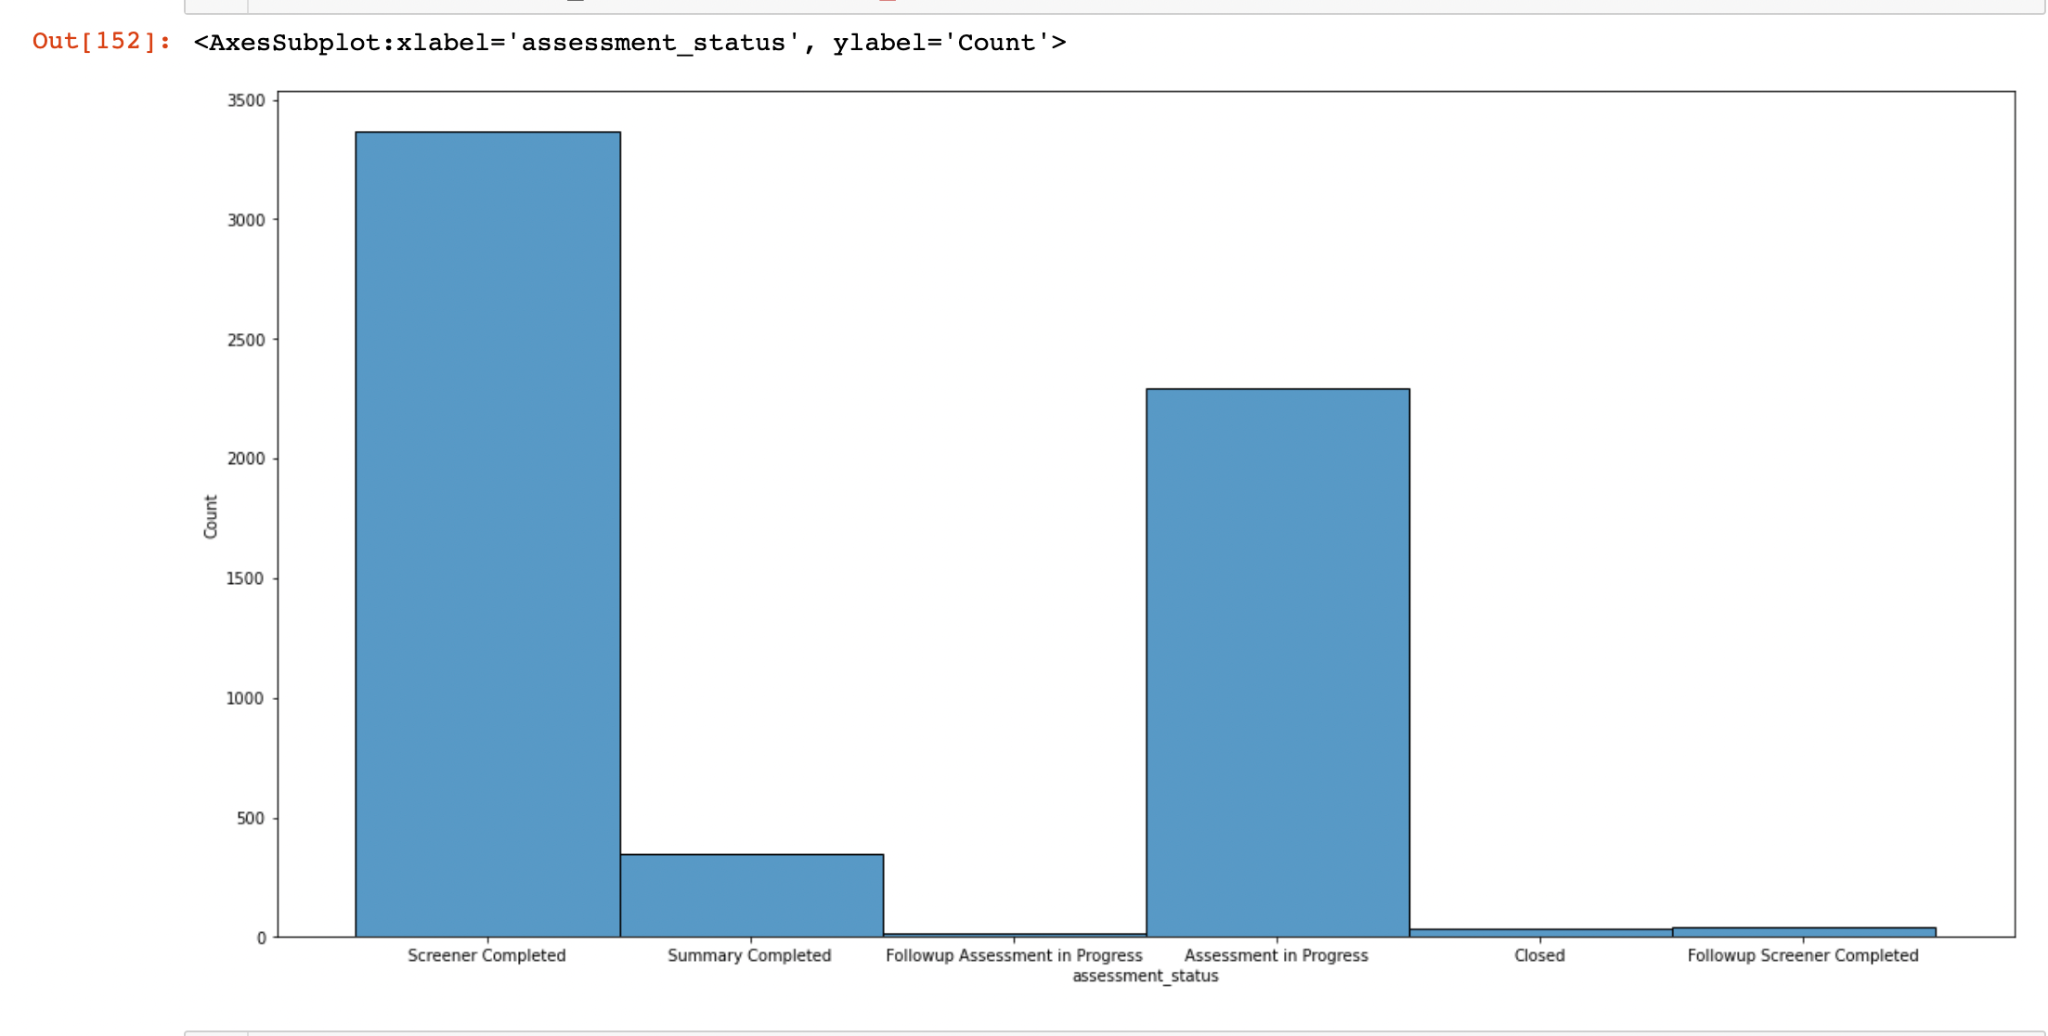 Out[152]: <AxesSubplot:xlabel='assessment_status', ylabel='Count'>
3500
3000
2500
2000
1500
1000
500
0
Count
Screener Completed Summary Completed Followup Assessment in Progress Assessment in Progress Closed Followup Screener Completed
assessment_status